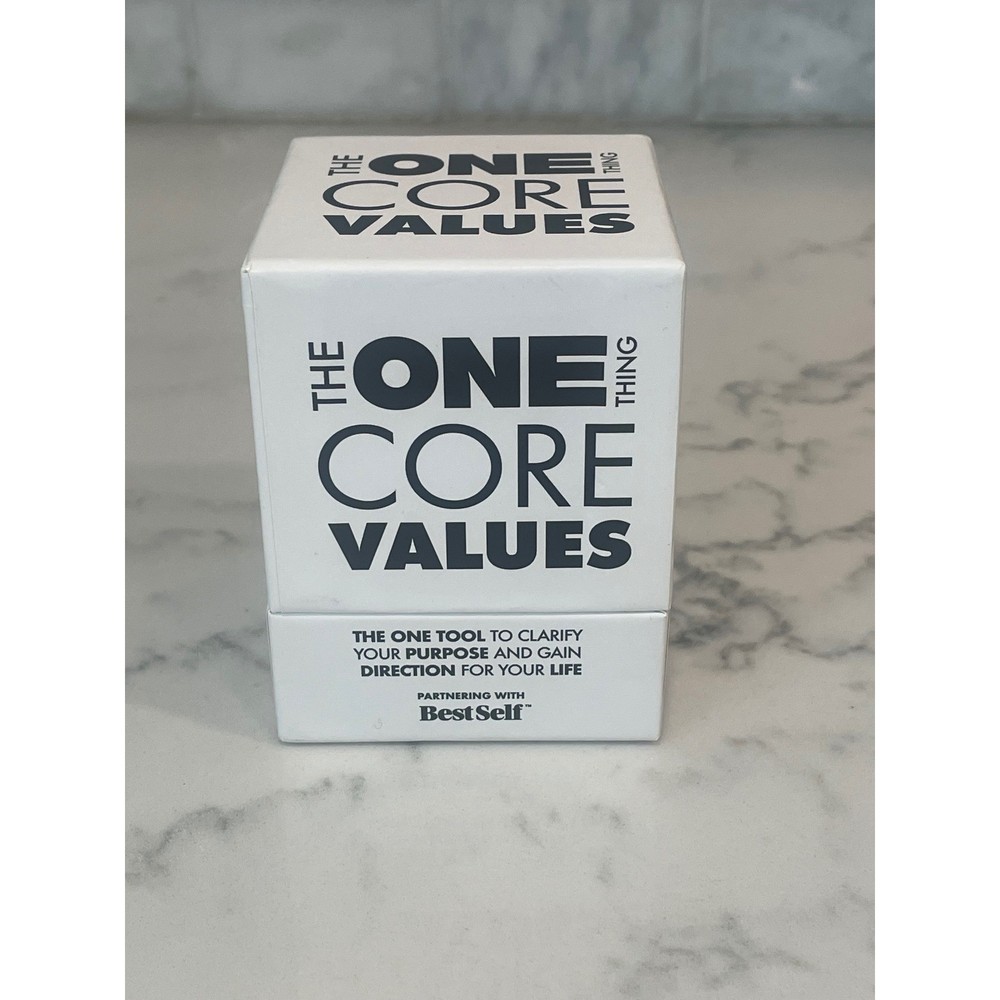 THE ONE THING
CORE
VALUES
THE ONE THING
CORE
VALUES
THE ONE TOOL TO CLARIFY
YOUR PURPOSE AND GAIN
DIRECTION FOR YOUR LIFE
PARTNERING WITH
BestSelf™